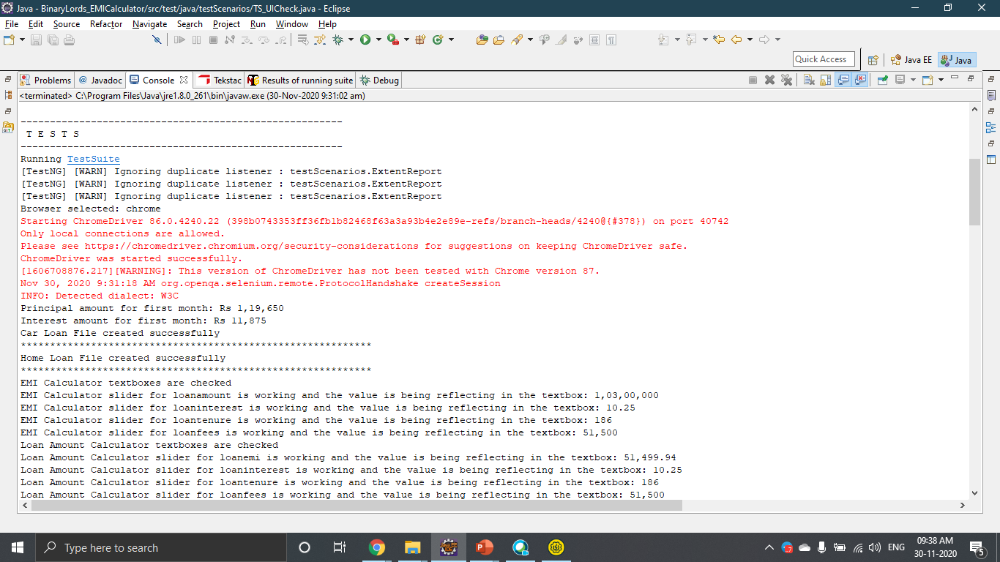 Java - BinaryLords_EMICalculator/src/test/java/testScenarios/TS_UICheck.java - Eclipse
File Edit Source Refactor Navigate Search Project Run Window Help
Quick Access
Java EE
Java
Problems
Javadoc
Console
Tekstac
Results of running suite
Debug
<terminated> C:\Program Files\Java\jre1.8.0_261\bin\javaw.exe (30-Nov-2020 9:31:02 am)
-------------------------------------------------------
T E S T S
-------------------------------------------------------
Running TestSuite
[TestNG] [WARN] Ignoring duplicate listener : testScenarios.ExtentReport
[TestNG] [WARN] Ignoring duplicate listener : testScenarios.ExtentReport
[TestNG] [WARN] Ignoring duplicate listener : testScenarios.ExtentReport
Browser selected: chrome
Starting ChromeDriver 86.0.4240.22 (398b0743353ff36fb1b82468f63a3a93b4e2e89e-refs/branch-heads/4240@{#378}) on port 40742
Only local connections are allowed.
Please see https://chromedriver.chromium.org/security-considerations for suggestions on keeping ChromeDriver safe.
ChromeDriver was started successfully.
[1606708876.217][WARNING]: This version of ChromeDriver has not been tested with Chrome version 87.
Nov 30, 2020 9:31:18 AM org.openqa.selenium.remote.ProtocolHandshake createSession
INFO: Detected dialect: W3C
Principal amount for first month: Rs 1,19,650
Interest amount for first month: Rs 11,875
Car Loan File created successfully
************************************************************
Home Loan File created successfully
************************************************************
EMI Calculator textboxes are checked
EMI Calculator slider for loanamount is working and the value is being reflecting in the textbox: 1,03,00,000
EMI Calculator slider for loaninterest is working and the value is being reflecting in the textbox: 10.25
EMI Calculator slider for loantenure is working and the value is being reflecting in the textbox: 186
EMI Calculator slider for loanfees is working and the value is being reflecting in the textbox: 51,500
Loan Amount Calculator textboxes are checked
Loan Amount Calculator slider for loanemi is working and the value is being reflecting in the textbox: 51,499.94
Loan Amount Calculator slider for loaninterest is working and the value is being reflecting in the textbox: 10.25
Loan Amount Calculator slider for loantenure is working and the value is being reflecting in the textbox: 186
Loan Amount Calculator slider for loanfees is working and the value is being reflecting in the textbox: 51,500
Type here to search
ENG
09:38 AM
30-11-2020
5